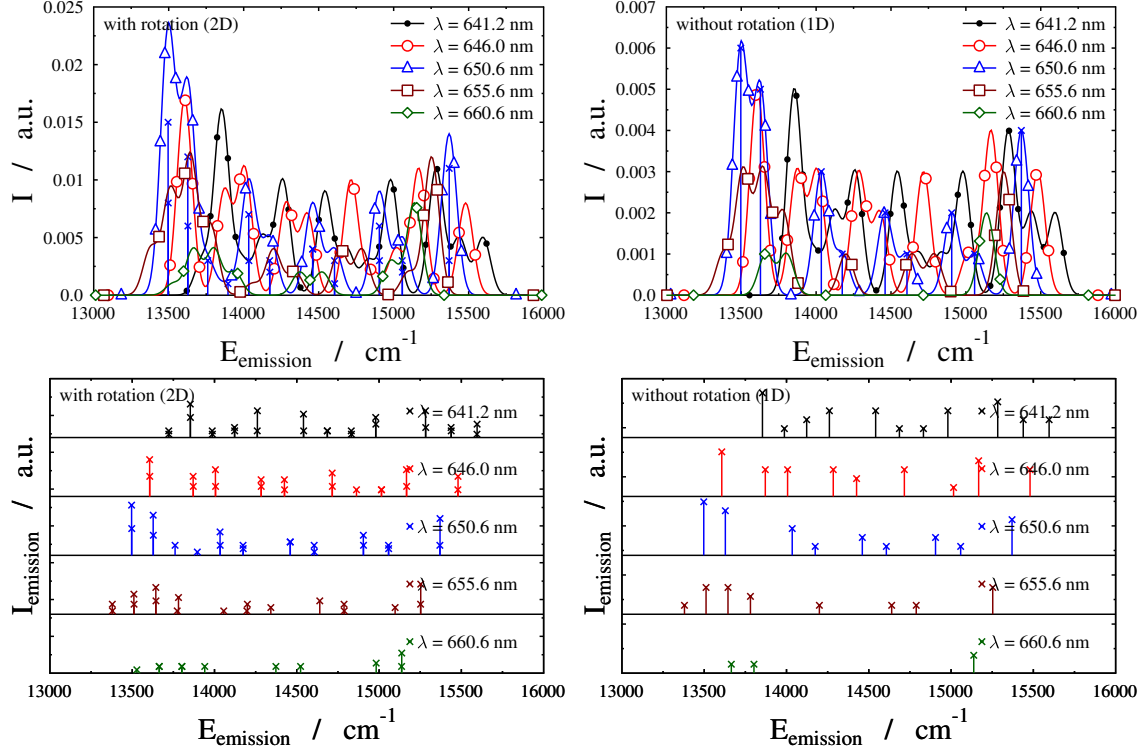 with rotation (2D)
λ = 641.2 nm
λ = 646.0 nm
λ = 650.6 nm
λ = 655.6 nm
λ = 660.6 nm
0.025
0.02
0.015
0.01
0.005
0.0
I / a.u.
13000 13500 14000 14500 15000 15500 16000
E_emission / cm⁻¹
without rotation (1D)
λ = 641.2 nm
λ = 646.0 nm
λ = 650.6 nm
λ = 655.6 nm
λ = 660.6 nm
0.007
0.006
0.005
0.004
0.003
0.002
0.001
0.0
I / a.u.
13000 13500 14000 14500 15000 15500 16000
E_emission / cm⁻¹
with rotation (2D)
λ = 641.2 nm
λ = 646.0 nm
λ = 650.6 nm
λ = 655.6 nm
λ = 660.6 nm
I_emission / a.u.
13000 13500 14000 14500 15000 15500 16000
E_emission / cm⁻¹
without rotation (1D)
λ = 641.2 nm
λ = 646.0 nm
λ = 650.6 nm
λ = 655.6 nm
λ = 660.6 nm
I_emission / a.u.
13000 13500 14000 14500 15000 15500 16000
E_emission / cm⁻¹